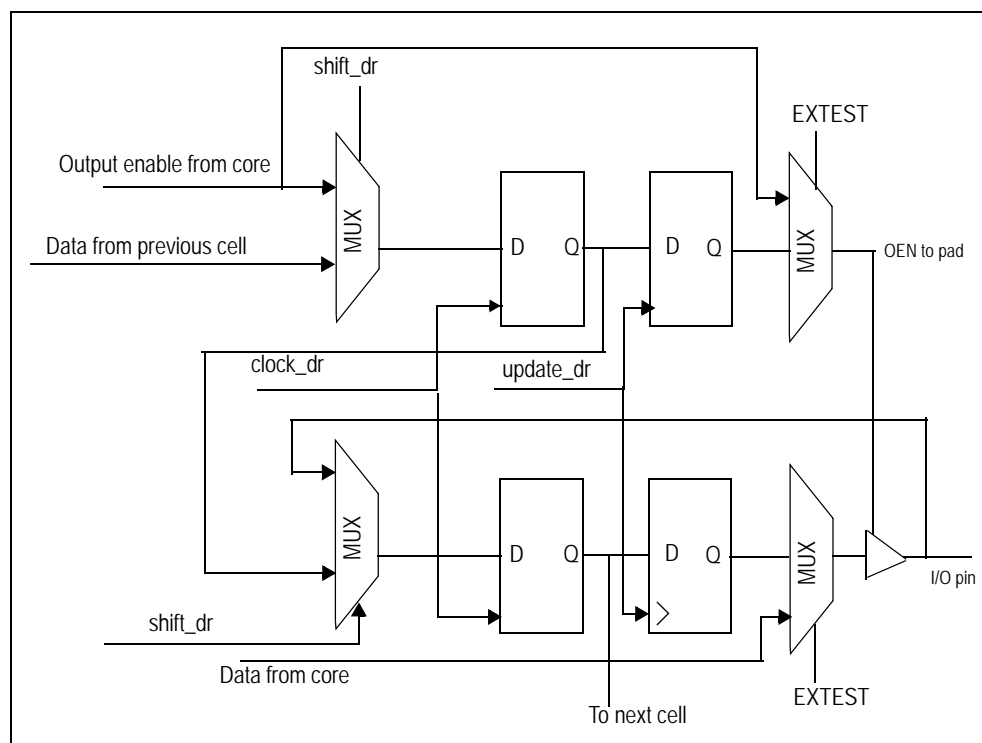 shift_dr
EXTEST
Output enable from core
MUX
MUX
Data from previous cell
D Q
D Q
OEN to pad
clock_dr
update_dr
MUX
MUX
D Q
D Q
I/O pin
shift_dr
Data from core
EXTEST
To next cell